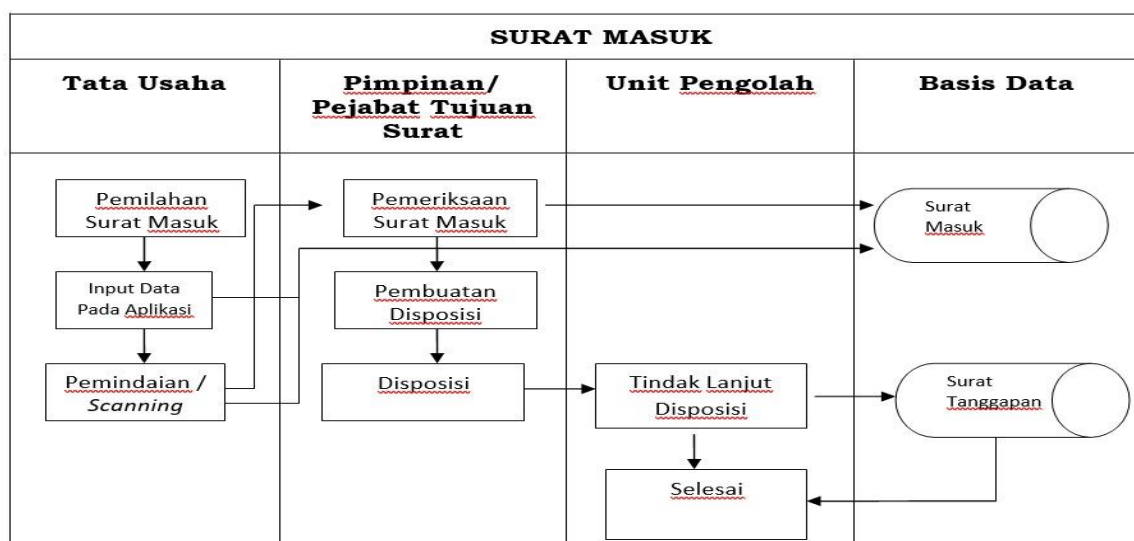 SURAT MASUK
Tata Usaha
Pimpinan/
Pejabat Tujuan
Surat
Unit Pengolah
Basis Data
Pemilahan
Surat Masuk
Input Data
Pada Aplikasi
Pemindaian /
Scanning
Pemeriksaan
Surat Masuk
Pembuatan
Disposisi
Disposisi
Tindak Lanjut
Disposisi
Selesai
Surat
Masuk
Surat
Tanggapan